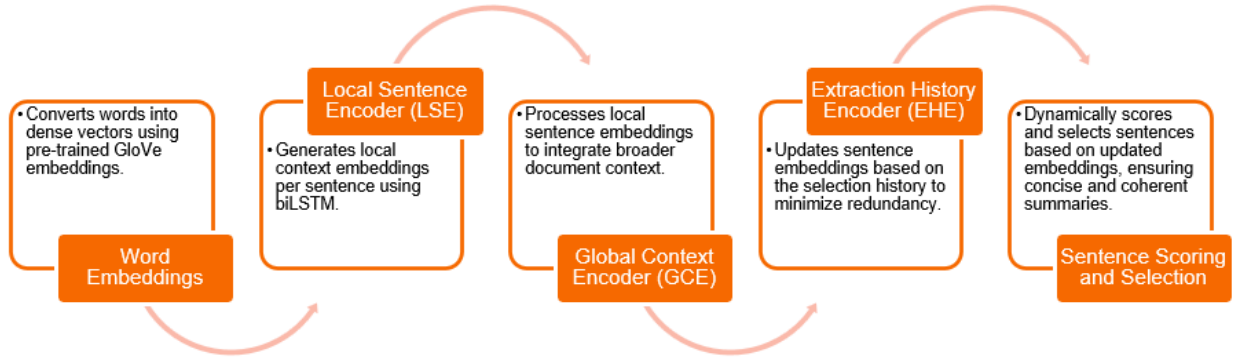 • Converts words into
dense vectors using
pre-trained GloVe
embeddings.
Word
Embeddings
Local Sentence
Encoder (LSE)
• Generates local
context embeddings
per sentence using
biLSTM.
• Processes local
sentence embeddings
to integrate broader
document context.
Global Context
Encoder (GCE)
Extraction History
Encoder (EHE)
• Updates sentence
embeddings based on
the selection history to
minimize redundancy.
• Dynamically scores
and selects sentences
based on updated
embeddings, ensuring
concise and coherent
summaries.
Sentence Scoring
and Selection